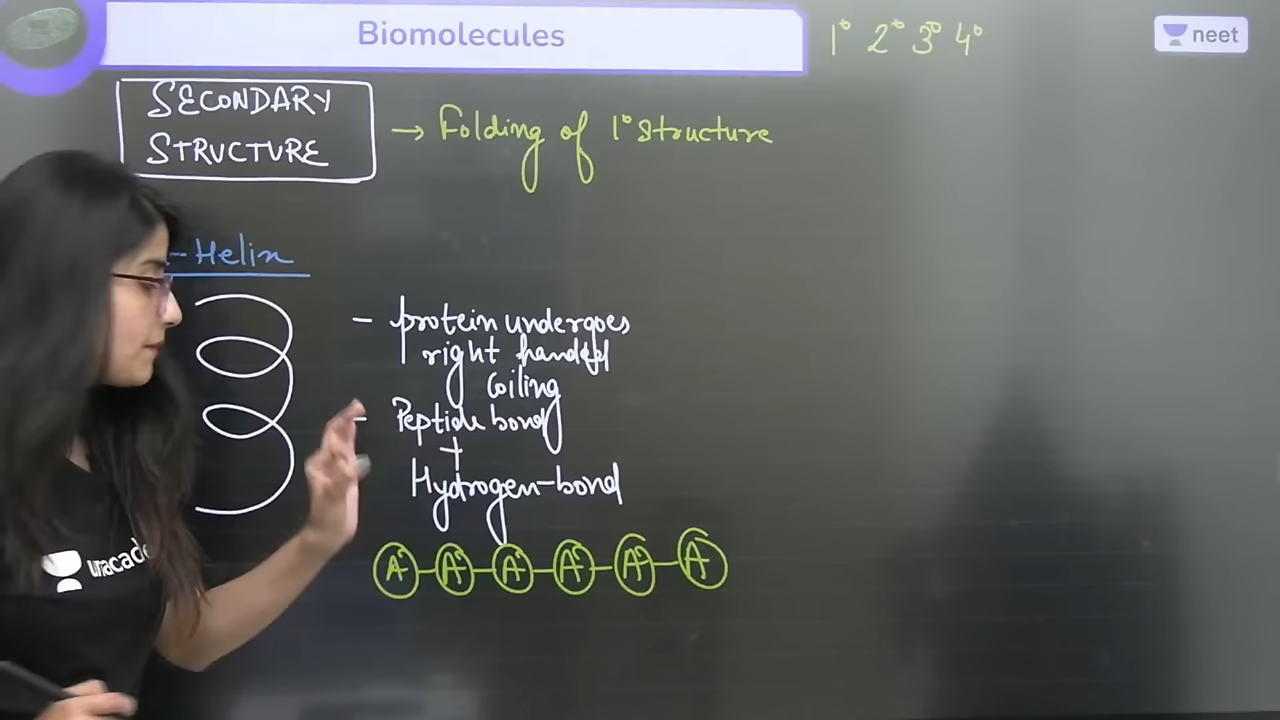 Biomolecules
1° 2° 3° 4°
neet
SECONDARY
STRUCTURE
→ Folding of 1° structure
-Helix
- protein undergoes
right handed
coiling
- Peptide bond
+
Hydrogen-bond
A° - A° - A° - A° - A° - A
unacade